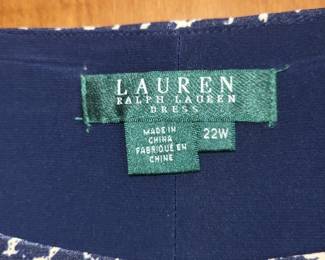 LAUREN
RALPH LAUREN
DRESS
MADE IN
CHINA
FABRIQUÉ EN
CHINE
22W